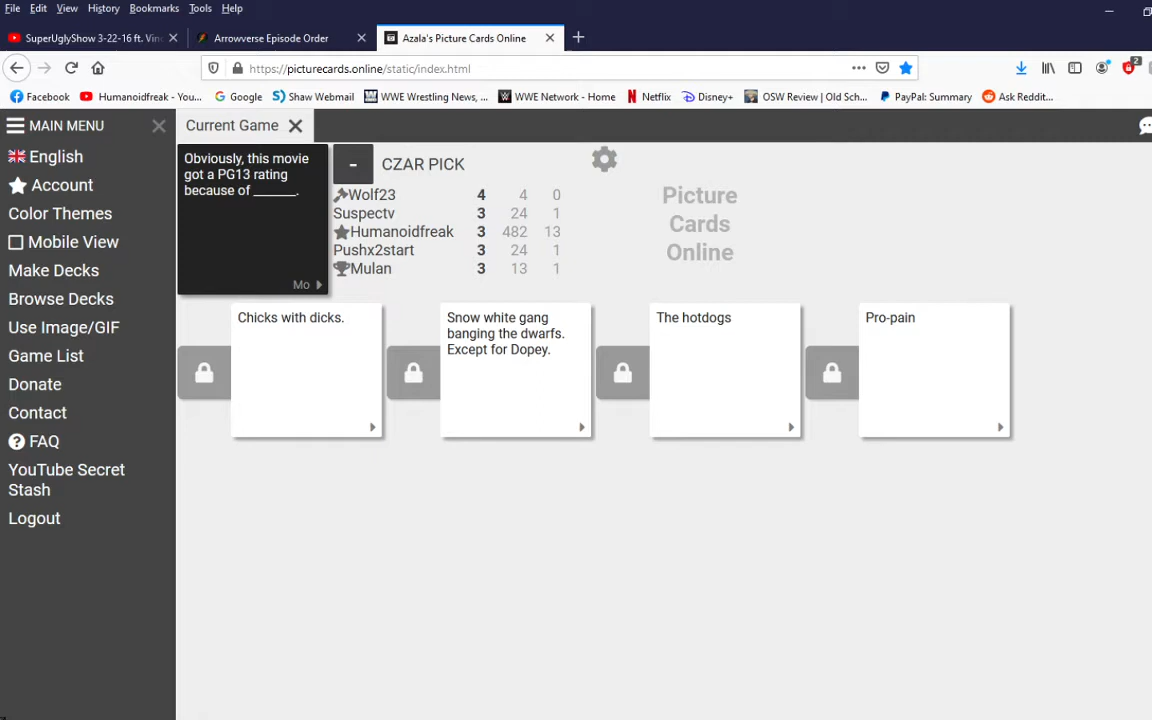 File Edit View History Bookmarks Tools Help
SuperUglyShow 3-22-16 ft. Vin
Arrowverse Episode Order
Azala's Picture Cards Online
https://picturecards.online/static/index.html
2
Facebook
Humanoidfreak - You...
Google
Shaw Webmail
WWE Wrestling News, ...
WWE Network - Home
Netflix
Disney+
OSW Review | Old Sch...
PayPal: Summary
Ask Reddit...
MAIN MENU
English
Account
Color Themes
Mobile View
Make Decks
Browse Decks
Use Image/GIF
Game List
Donate
Contact
FAQ
YouTube Secret
Stash
Logout
Current Game
Obviously, this movie
got a PG13 rating
because of ______.
Mo
-
CZAR PICK
Wolf23 4 4 0
Suspectv 3 24 1
Humanoidfreak 3 482 13
Pushx2start 3 24 1
Mulan 3 13 1
Picture
Cards
Online
Chicks with dicks.
Snow white gang
banging the dwarfs.
Except for Dopey.
The hotdogs
Pro-pain